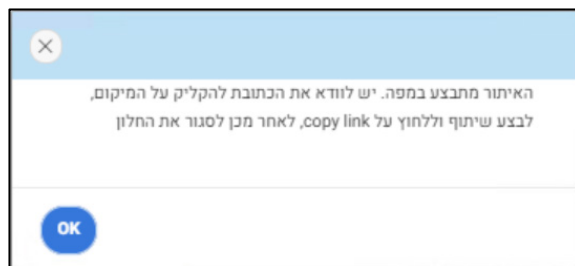 האיתור מתבצע במפה. יש לוודא את הכתובת להקליק על המיקום,
לבצע שיתוף וללחוץ על copy link, לאחר מכן לסגור את החלון
OK